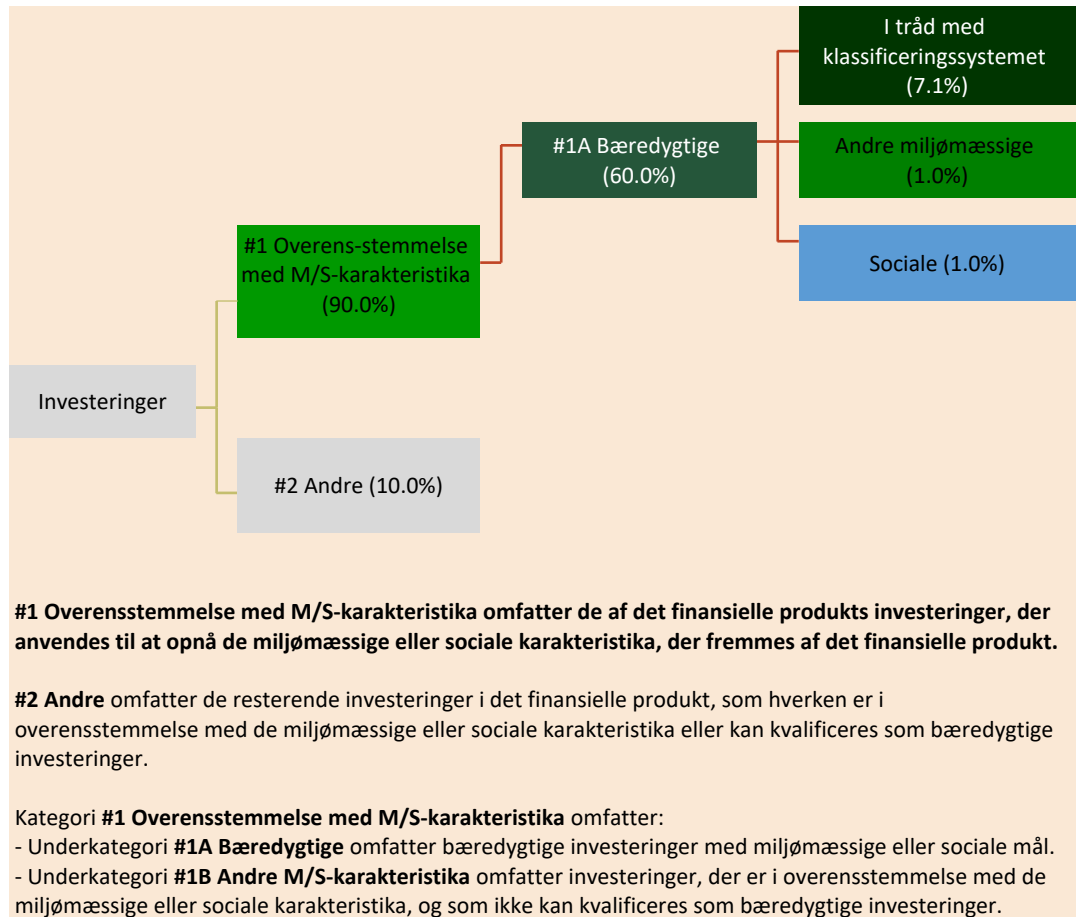 I tråd med
klassificeringssystemet
(7.1%)
#1A Bæredygtige
(60.0%)
Andre miljømæssige
(1.0%)
#1 Overens-stemmelse
med M/S-karakteristika
(90.0%)
Sociale (1.0%)
Investeringer
#2 Andre (10.0%)
#1 Overensstemmelse med M/S-karakteristika omfatter de af det finansielle produkts investeringer, der
anvendes til at opnå de miljømæssige eller sociale karakteristika, der fremmes af det finansielle produkt.
#2 Andre omfatter de resterende investeringer i det finansielle produkt, som hverken er i
overensstemmelse med de miljømæssige eller sociale karakteristika eller kan kvalificeres som bæredygtige
investeringer.
Kategori #1 Overensstemmelse med M/S-karakteristika omfatter:
- Underkategori #1A Bæredygtige omfatter bæredygtige investeringer med miljømæssige eller sociale mål.
- Underkategori #1B Andre M/S-karakteristika omfatter investeringer, der er i overensstemmelse med de
miljømæssige eller sociale karakteristika, og som ikke kan kvalificeres som bæredygtige investeringer.